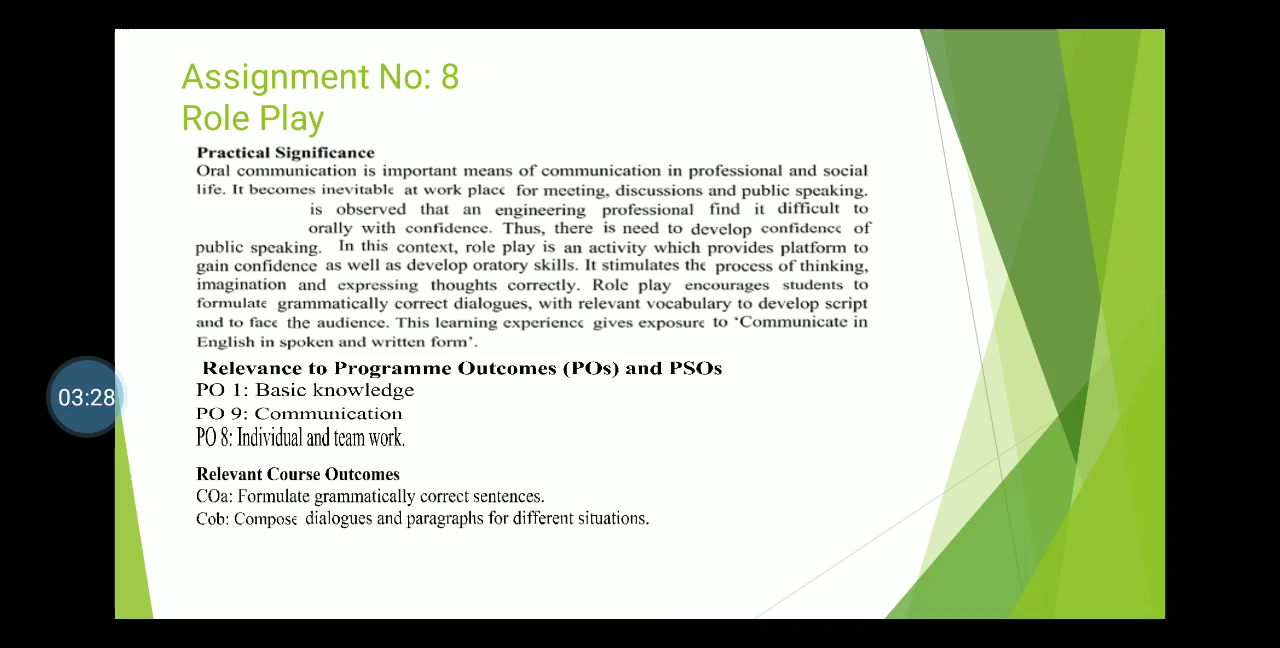 Assignment No: 8
Role Play
Practical Significance
Oral communication is important means of communication in professional and social
life. It becomes inevitable at work place for meeting, discussions and public speaking.
is observed that an engineering professional find it difficult to
orally with confidence. Thus, there is need to develop confidence of
public speaking. In this context, role play is an activity which provides platform to
gain confidence as well as develop oratory skills. It stimulates the process of thinking,
imagination and expressing thoughts correctly. Role play encourages students to
formulate grammatically correct dialogues, with relevant vocabulary to develop script
and to face the audience. This learning experience gives exposure to ‘Communicate in
English in spoken and written form’.
Relevance to Programme Outcomes (POs) and PSOs
PO 1: Basic knowledge
03:28
PO 9: Communication
PO 8: Individual and team work.
Relevant Course Outcomes
COa: Formulate grammatically correct sentences.
Cob: Compose dialogues and paragraphs for different situations.